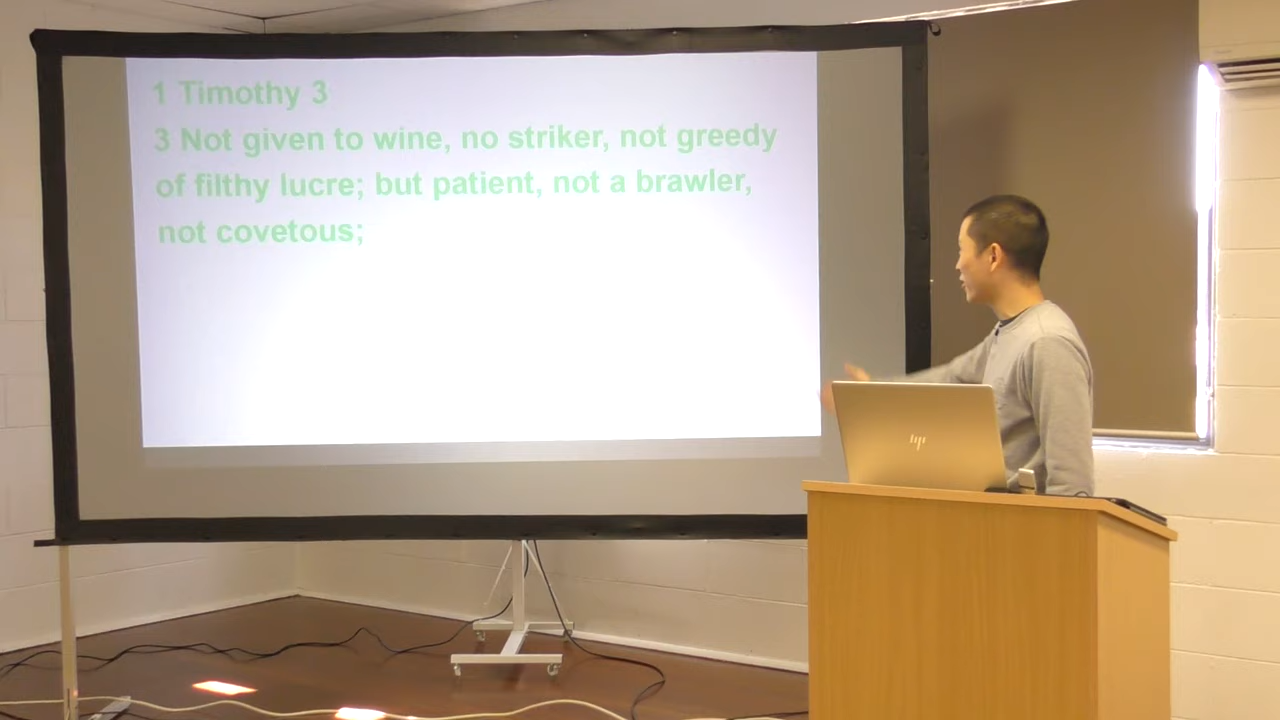 1 Timothy 3
3 Not given to wine, no striker, not greedy
of filthy lucre; but patient, not a brawler,
not covetous;
hp